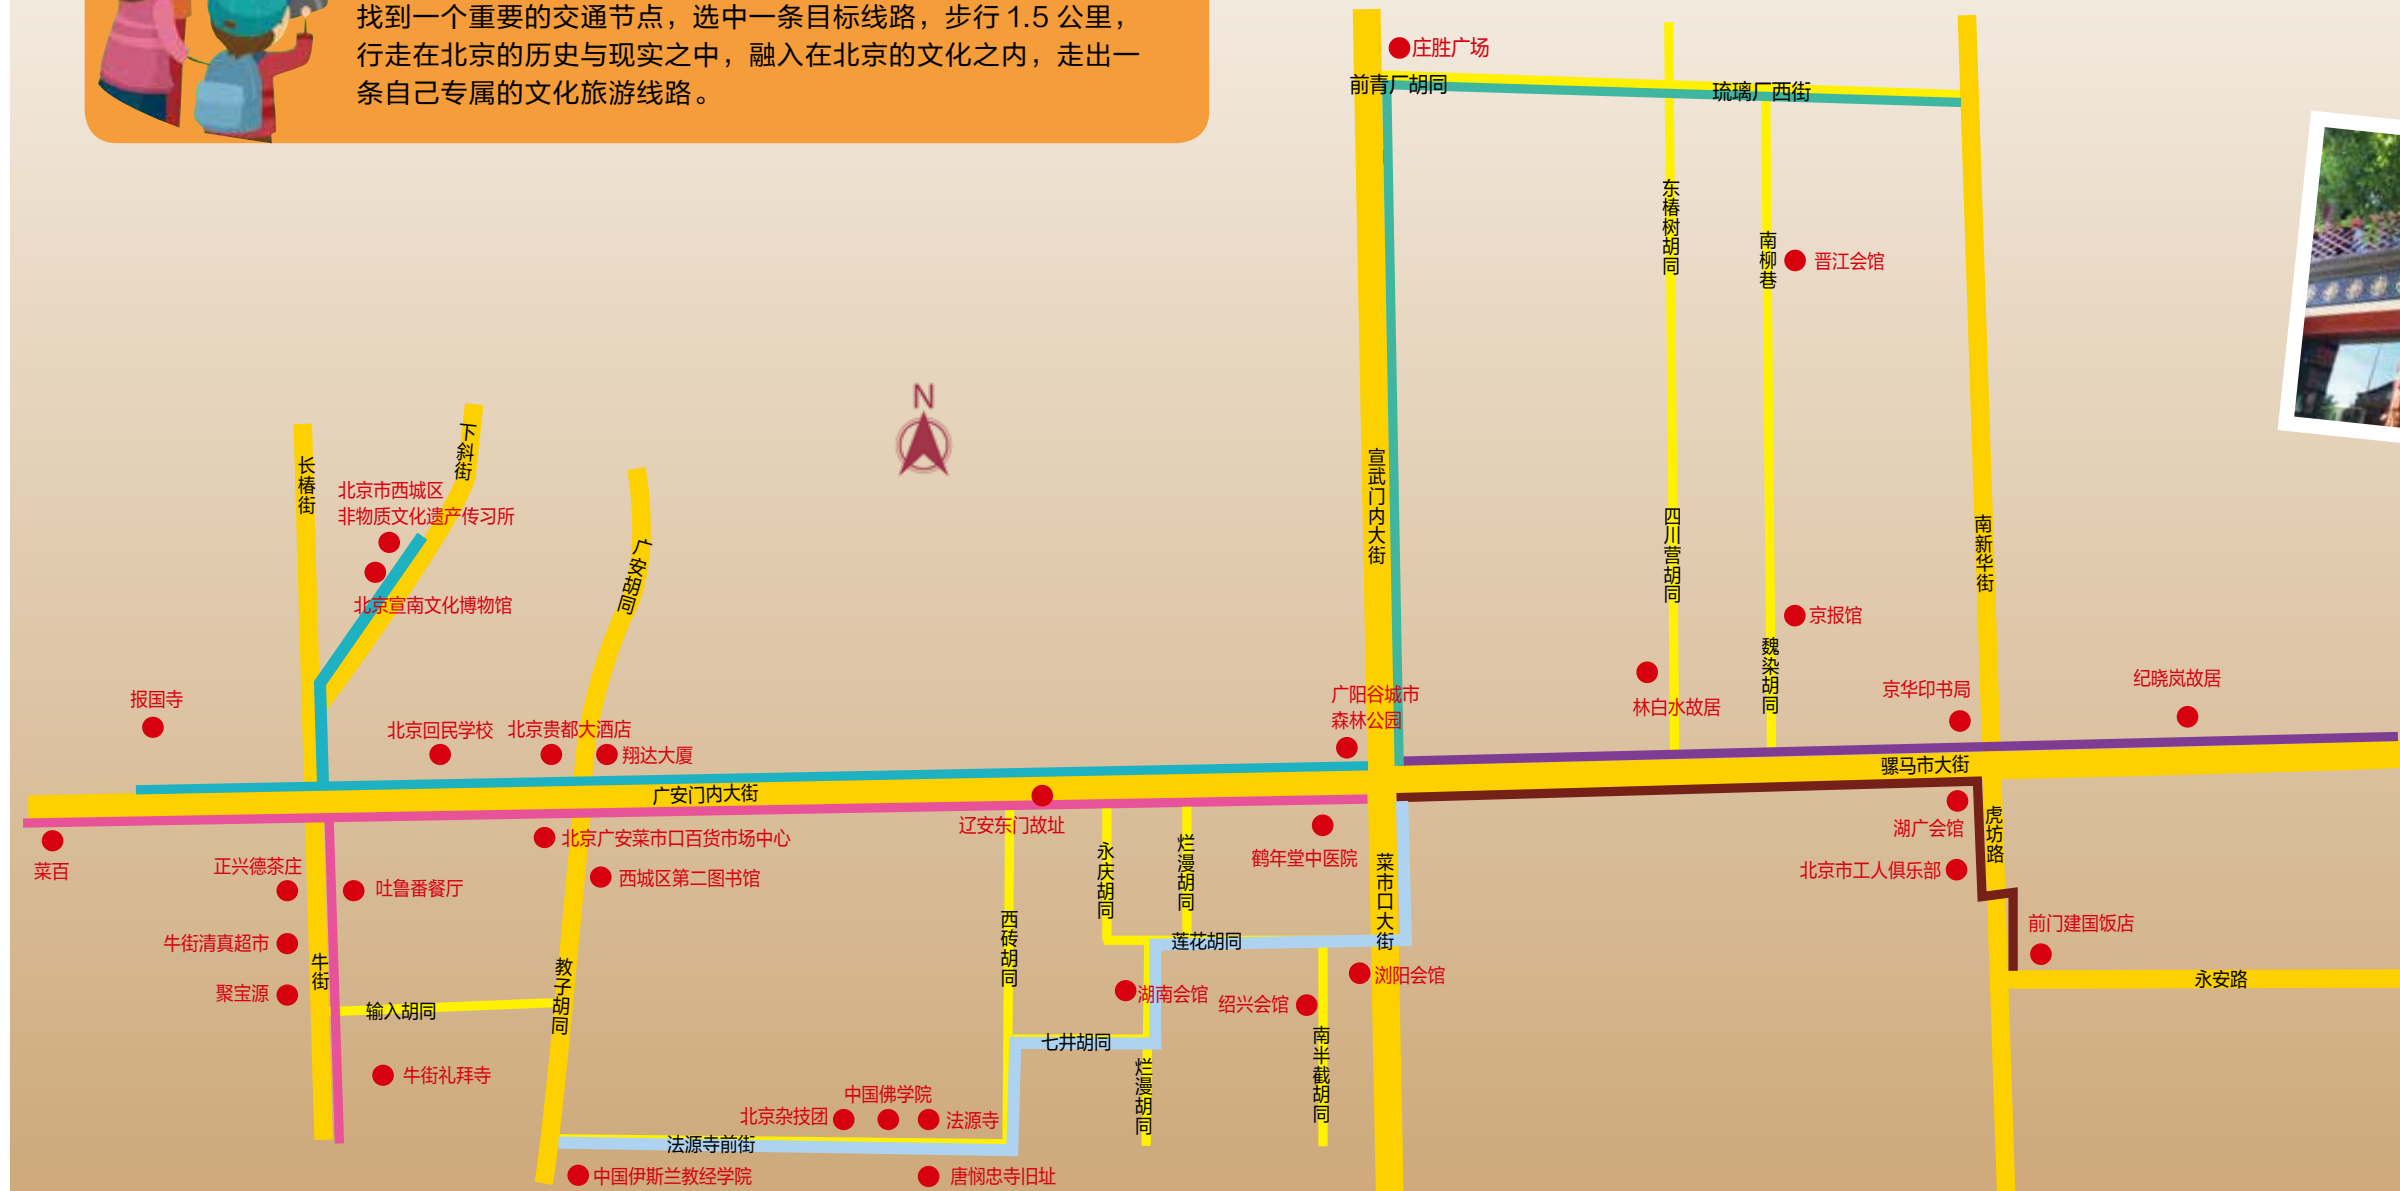 找到一个重要的交通节点，选中一条目标线路，步行 1.5 公里，
行走在北京的历史与现实之中，融入在北京的文化之内，走出一
条自己专属的文化旅游线路。
庄胜广场
前青厂胡同
琉璃厂西街
东椿树胡同
南柳巷
晋江会馆
N
下斜街
长椿街
宣武门内大街
北京市西城区
非物质文化遗产传习所
四川营胡同
南新华街
广安胡同
北京宣南文化博物馆
京报馆
魏染胡同
报国寺
广阳谷城市
森林公园
林白水故居
京华印书局
纪晓岚故居
北京回民学校
北京贵都大酒店
翔达大厦
骡马市大街
广安门内大街
辽安东门故址
湖广会馆
虎坊路
菜百
正兴德茶庄
北京广安菜市口百货市场中心
永庆胡同
烂漫胡同
鹤年堂中医院
菜市口大街
北京市工人俱乐部
吐鲁番餐厅
西城区第二图书馆
前门建国饭店
牛街清真超市
牛街
西砖胡同
莲花胡同
浏阳会馆
永安路
聚宝源
教子胡同
湖南会馆
绍兴会馆
输入胡同
七井胡同
南半截胡同
牛街礼拜寺
烂漫胡同
中国佛学院
北京杂技团
法源寺
法源寺前街
中国伊斯兰教经学院
唐悯忠寺旧址